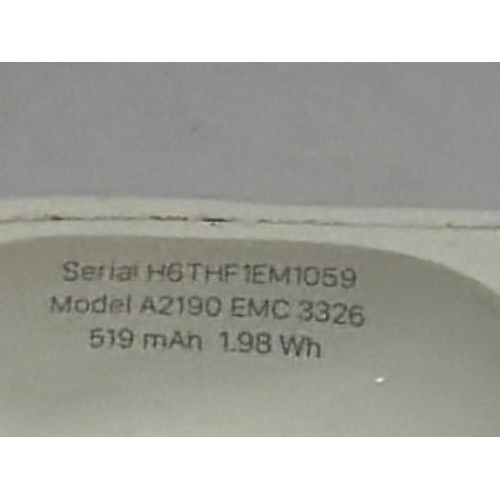 Serial H6THF1EM1059
Model A2190 EMC 3326
519 mAh 1.98 Wh